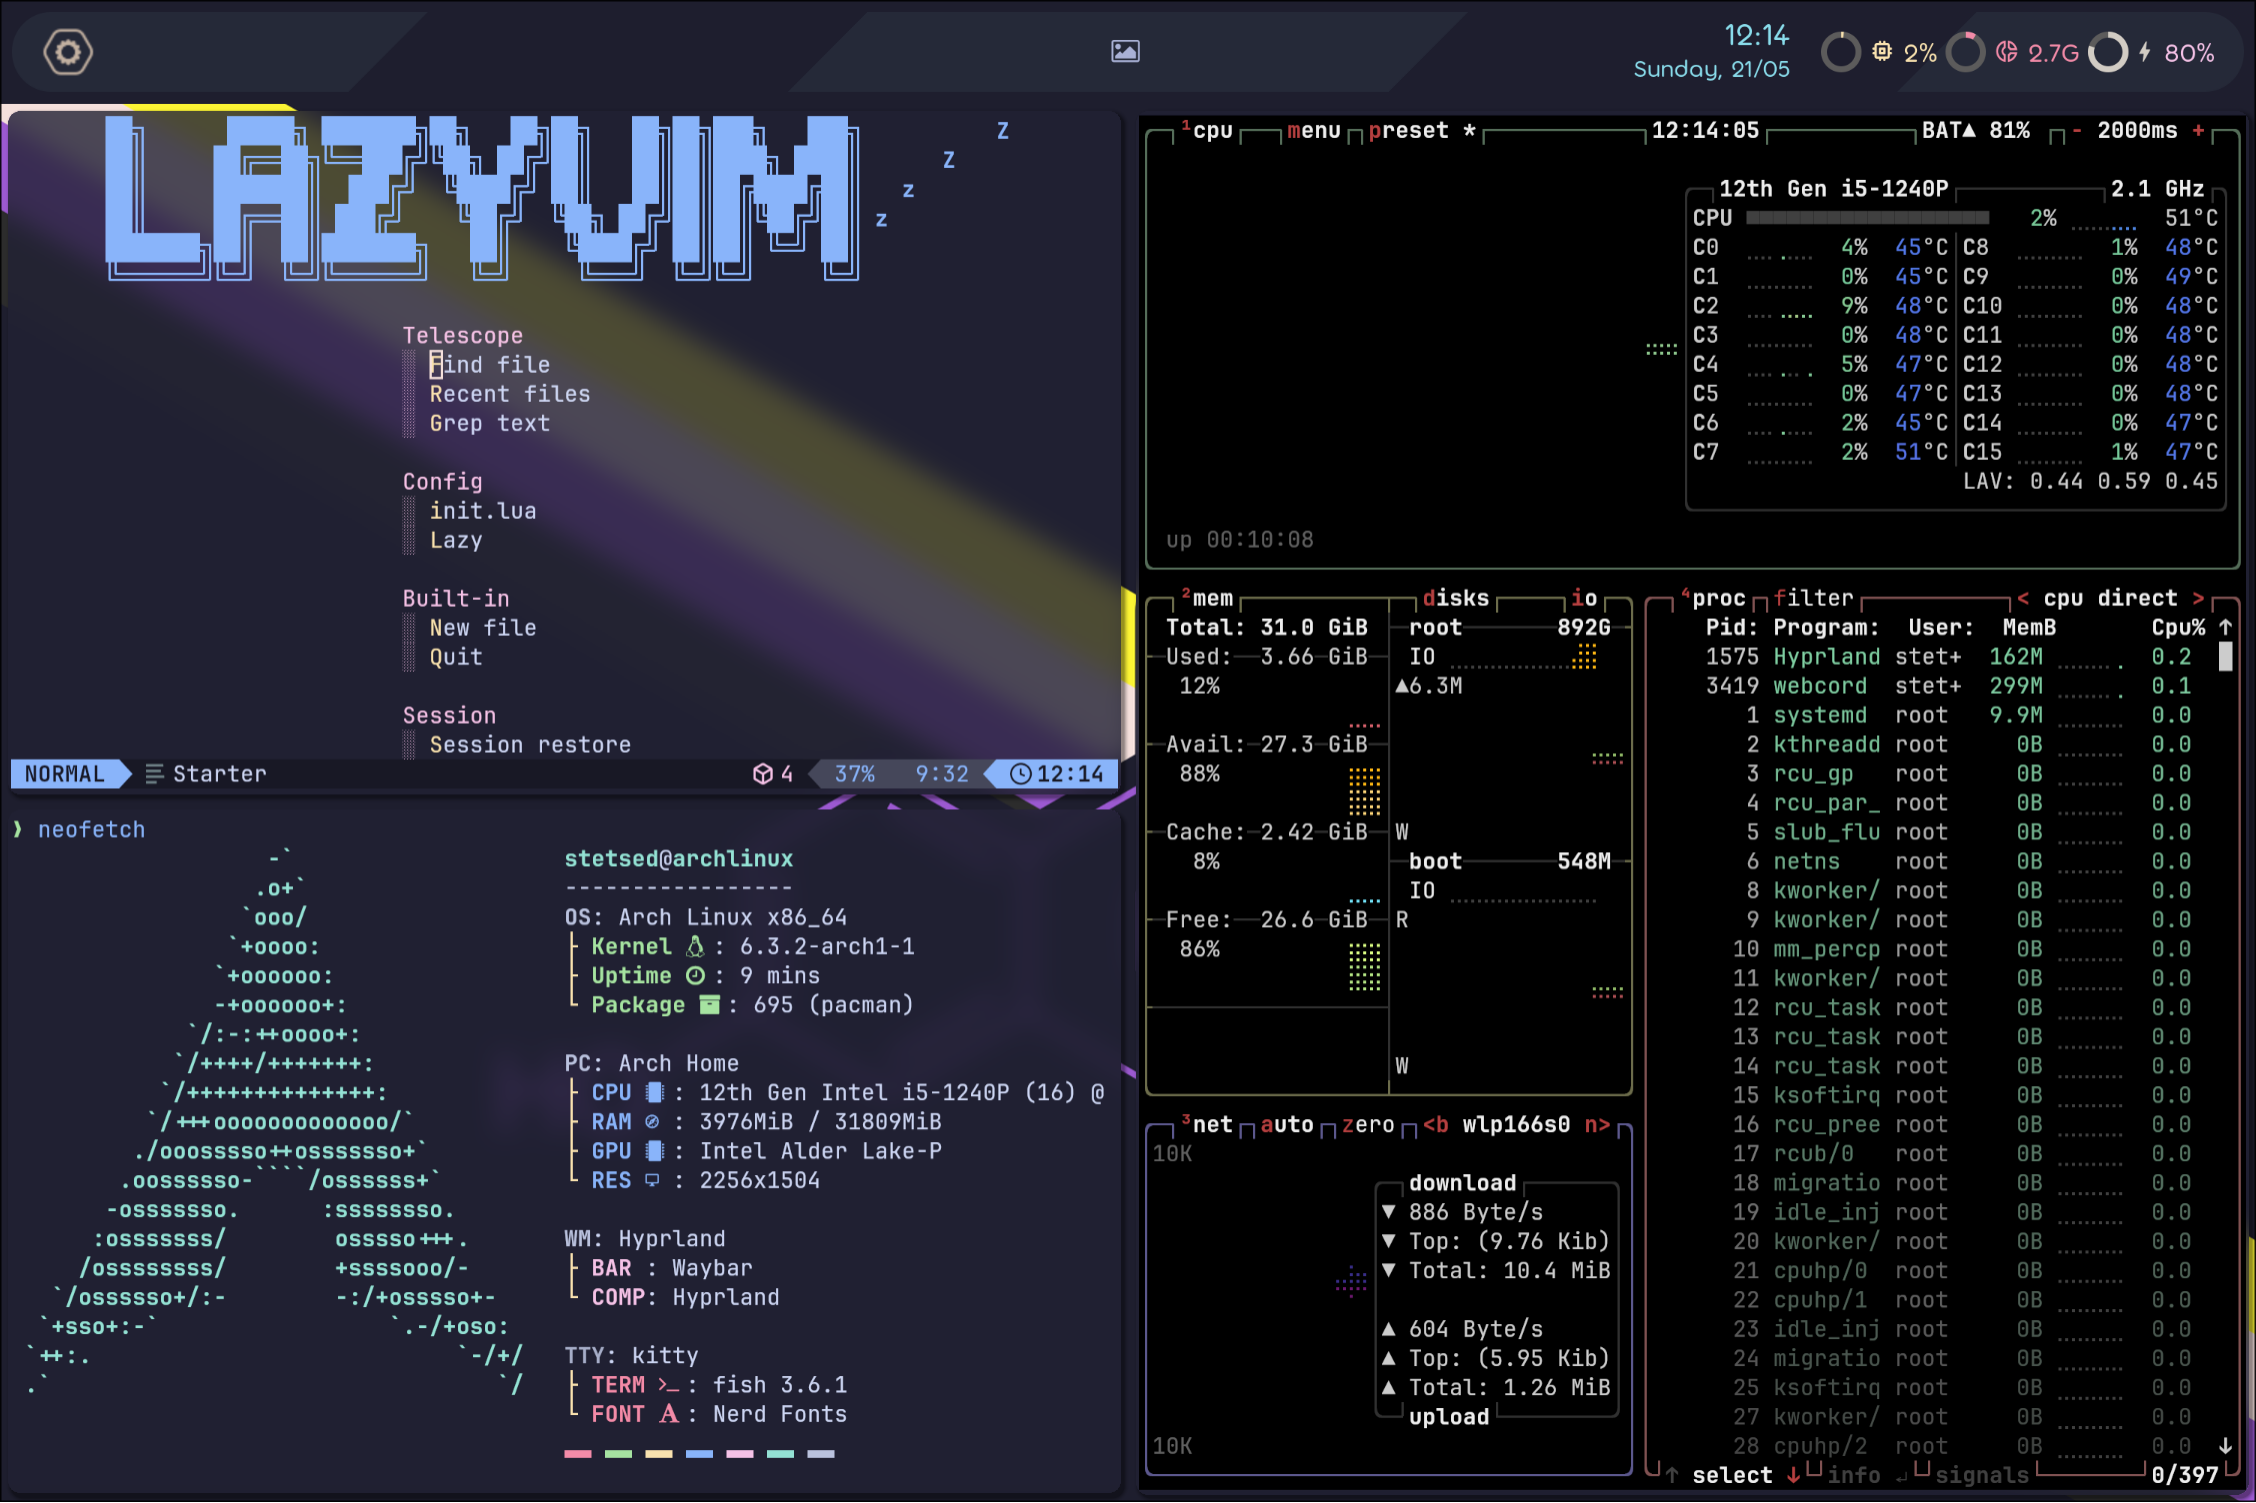 12:14
Sunday, 21/05
2% 2.7G 80%
LAZYVIM
Z
Z
z
z
Telescope
Find file
Recent files
Grep text
Config
init.lua
Lazy
Built-in
New file
Quit
Session
Session restore
NORMAL Starter 4 37% 9:32 12:14
❯ neofetch
-`
.o+`
`ooo/
`+oooo:
`+oooooo:
-+oooooo+:
`/:-:++oooo+:
`/++++/+++++++:
`/++++++++++++++:
`/+++ooooooooooooo/`
./ooosssso++osssssso+`
.oossssso-````/ossssss+`
-osssssso. :ssssssso.
:osssssss/ osssso+++.
/ossssssss/ +ssssooo/-
`/ossssso+/:- -:/+osssso+-
`+sso+:-` `.-/+oso:
`++:. `-/+/
.` `/
stetsed@archlinux
-----------------
OS: Arch Linux x86_64
Kernel : 6.3.2-arch1-1
Uptime : 9 mins
Package : 695 (pacman)
PC: Arch Home
CPU : 12th Gen Intel i5-1240P (16) @
RAM : 3976MiB / 31809MiB
GPU : Intel Alder Lake-P
RES : 2256x1504
WM: Hyprland
BAR : Waybar
COMP: Hyprland
TTY: kitty
TERM : fish 3.6.1
FONT : Nerd Fonts
¹cpu menu preset * 12:14:05 BAT▲ 81% - 2000ms +
12th Gen i5-1240P 2.1 GHz
CPU 2% 51°C
C0 4% 45°C C8 1% 48°C
C1 0% 45°C C9 0% 49°C
C2 9% 48°C C10 0% 48°C
C3 0% 48°C C11 0% 48°C
C4 5% 47°C C12 0% 48°C
C5 0% 47°C C13 0% 48°C
C6 2% 45°C C14 0% 47°C
C7 2% 51°C C15 1% 47°C
LAV: 0.44 0.59 0.45
up 00:10:08
²mem
Total: 31.0 GiB
Used: 3.66 GiB
12%
Avail: 27.3 GiB
88%
Cache: 2.42 GiB
8%
Free: 26.6 GiB
86%
disks io
root 892G
IO
▲6.3M
W
boot 548M
IO
R
W
³net auto zero <b wlp166s0 n>
10K
download
▼ 886 Byte/s
▼ Top: (9.76 Kib)
▼ Total: 10.4 MiB
▲ 604 Byte/s
▲ Top: (5.95 Kib)
▲ Total: 1.26 MiB
upload
10K
⁴proc filter < cpu direct >
Pid: Program: User: MemB Cpu% ↑
1575 Hyprland stet+ 162M 0.2
3419 webcord stet+ 299M 0.1
1 systemd root 9.9M 0.0
2 kthreadd root 0B 0.0
3 rcu_gp root 0B 0.0
4 rcu_par_ root 0B 0.0
5 slub_flu root 0B 0.0
6 netns root 0B 0.0
8 kworker/ root 0B 0.0
9 kworker/ root 0B 0.0
10 mm_percp root 0B 0.0
11 kworker/ root 0B 0.0
12 rcu_task root 0B 0.0
13 rcu_task root 0B 0.0
14 rcu_task root 0B 0.0
15 ksoftirq root 0B 0.0
16 rcu_pree root 0B 0.0
17 rcub/0 root 0B 0.0
18 migratio root 0B 0.0
19 idle_inj root 0B 0.0
20 kworker/ root 0B 0.0
21 cpuhp/0 root 0B 0.0
22 cpuhp/1 root 0B 0.0
23 idle_inj root 0B 0.0
24 migratio root 0B 0.0
25 ksoftirq root 0B 0.0
27 kworker/ root 0B 0.0
28 cpuhp/2 root 0B 0.0 ↓
↑ select ↓ info ↵ signals 0/397